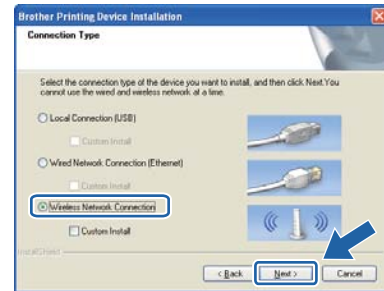 Brother Printing Device Installation
Connection Type
Select the connection type of the device you want to install, and then click Next.You
cannot use the wired and wireless network at a time.
Local Connection (USB)
Custom Install
Wired Network Connection (Ethernet)
Custom Install
Wireless Network Connection
Custom Install
InstallShield
< Back
Next >
Cancel